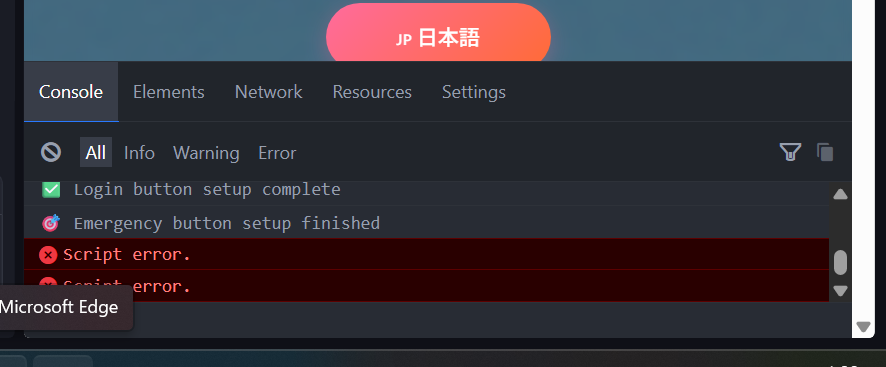 JP 日本語
Console Elements Network Resources Settings
All Info Warning Error
Login button setup complete
Emergency button setup finished
Script error.
Script error.
Microsoft Edge